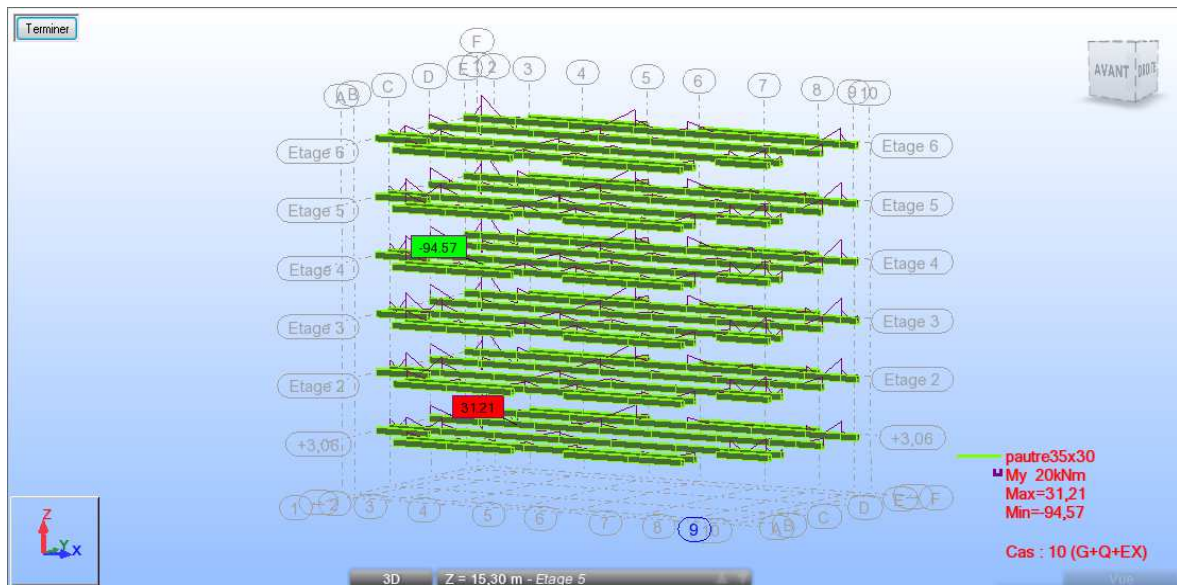 Terminer
F
E 1 2 3 4 5 6 7 8 9 10
A B C D
AVANT DROITE
Etage 6 Etage 6
Etage 5 Etage 5
-94.57
Etage 4 Etage 4
Etage 3 Etage 3
Etage 2 Etage 2
31.21
+3,06 +3,06
pautre35x30
My 20kNm
Max=31,21
Min=-94,57
Cas : 10 (G+Q+EX)
1 2 3 4 5 6 7 8 9 10
A B C D E F
Z
Y X
3D Z = 15,30 m - Etage 5 Vue